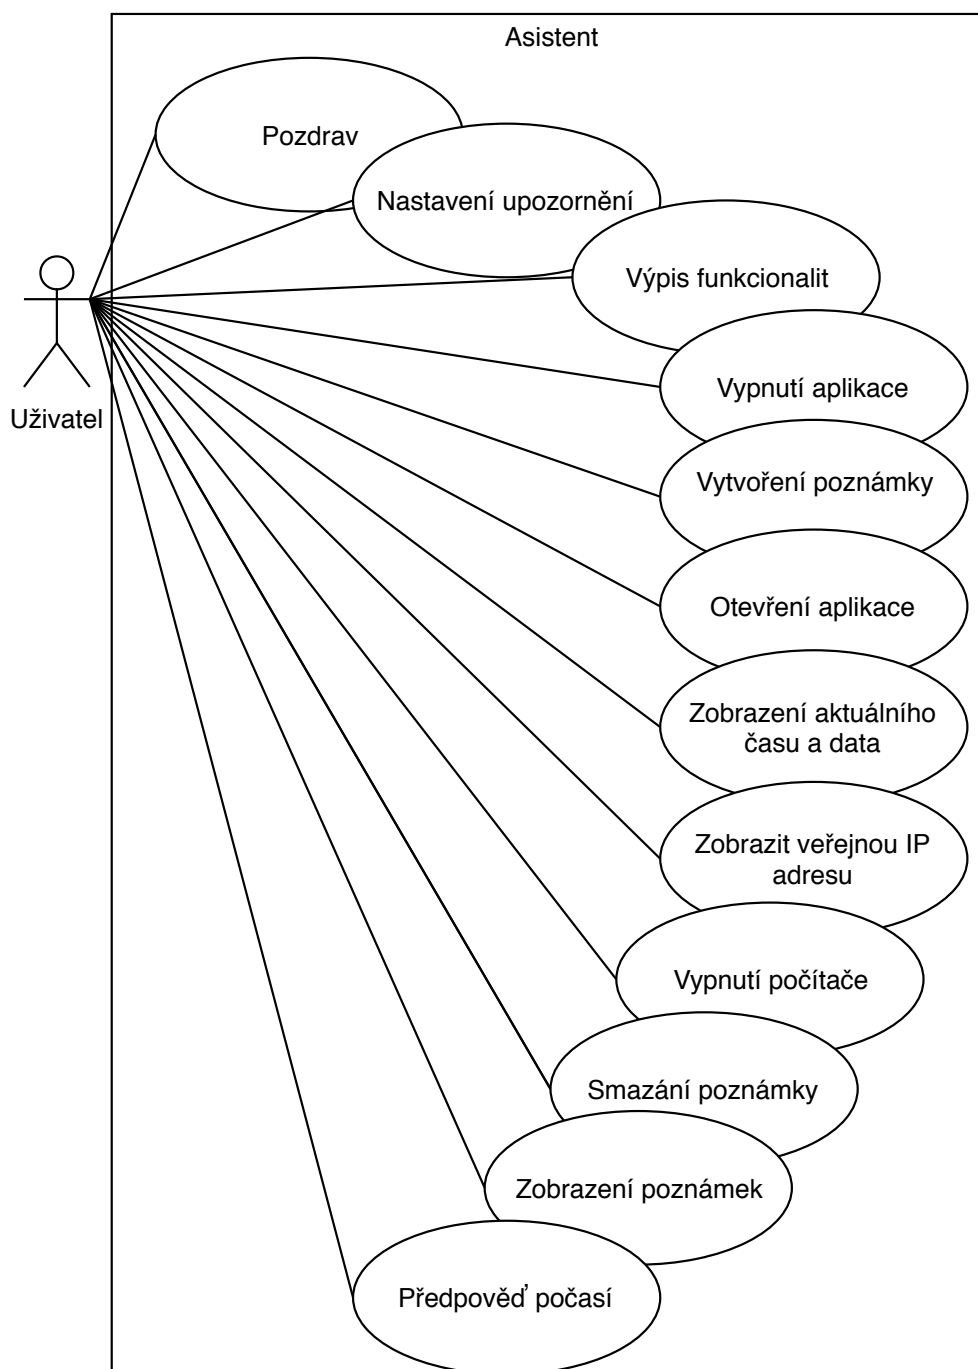 Asistent
Pozdrav
Nastavení upozornění
Výpis funkcionalit
Vypnutí aplikace
Uživatel
Vytvoření poznámky
Otevření aplikace
Zobrazení aktuálního
času a data
Zobrazit veřejnou IP
adresu
Vypnutí počítače
Smazání poznámky
Zobrazení poznámek
Předpověď počasí